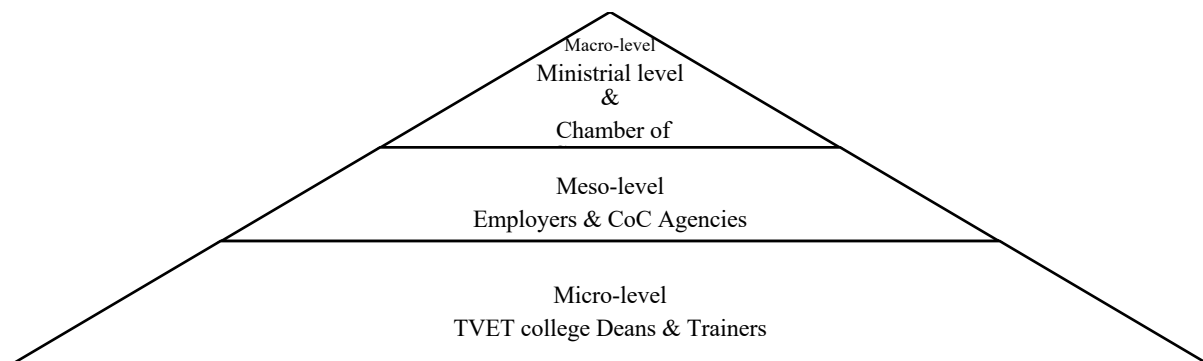 Macro-level
Ministrial level
&
Chamber of
Meso-level
Employers & CoC Agencies
Micro-level
TVET college Deans & Trainers